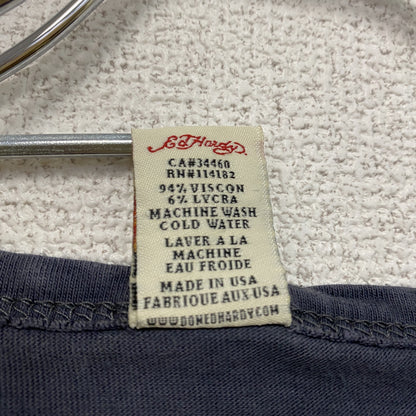 Ed Hardy
CA#34460
RN#114182
94% VISCON
6% LYCRA
MACHINE WASH
COLD WATER
LAVER A LA
MACHINE
EAU FROIDE
MADE IN USA
FABRIQUE AUX USA
WWW.DONEDHARDY.COM